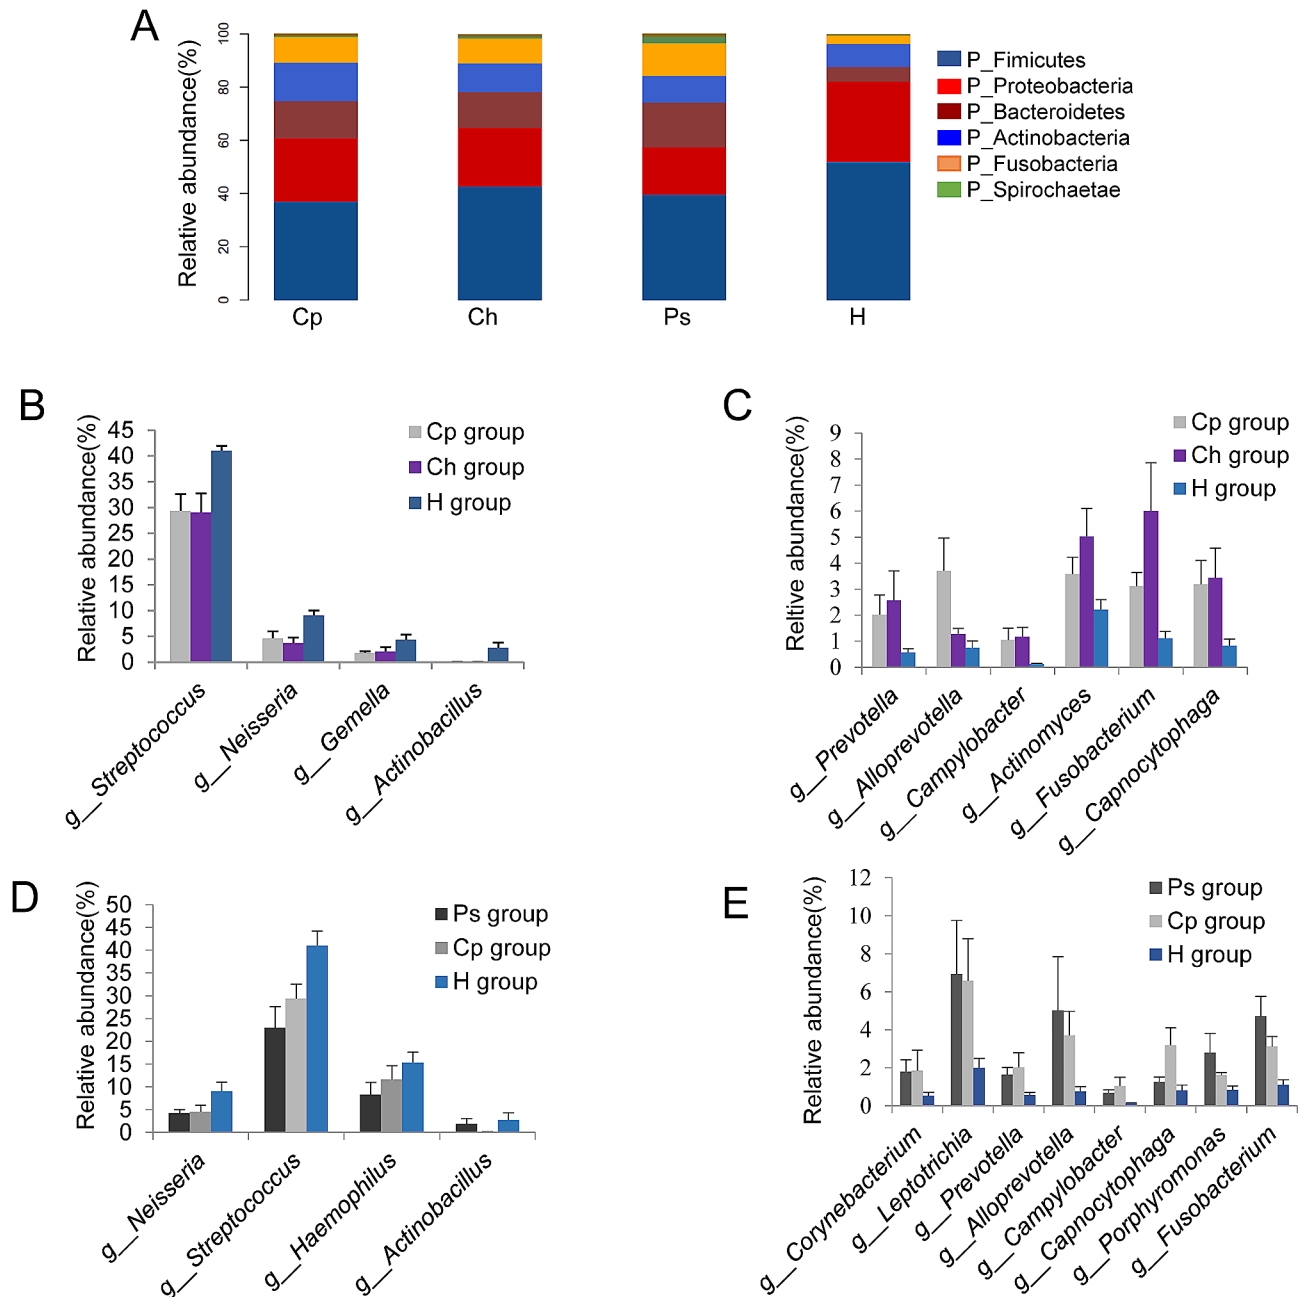 A
Relative abundance(%)
100
80
60
40
20
0
Cp
Ch
Ps
H
P_Fimicutes
P_Proteobacteria
P_Bacteroidetes
P_Actinobacteria
P_Fusobacteria
P_Spirochaetae
B
Relative abundance(%)
45
40
35
30
25
20
15
10
5
0
Cp group
Ch group
H group
g__Streptococcus
g__Neisseria
g__Gemella
g__Actinobacillus
C
Reltive abundance(%)
9
8
7
6
5
4
3
2
1
0
Cp group
Ch group
H group
g__Prevotella
g__Alloprevotella
g__Campylobacter
g__Actinomyces
g__Fusobacterium
g__Capnocytophaga
D
Relative abundance(%)
50
45
40
35
30
25
20
15
10
5
0
Ps group
Cp group
H group
g__Neisseria
g__Streptococcus
g__Haemophilus
g__Actinobacillus
E
Relative abundance(%)
12
10
8
6
4
2
0
Ps group
Cp group
H group
g__Corynebacterium
g__Leptotrichia
g__Prevotella
g__Alloprevotella
g__Campylobacter
g__Capnocytophaga
g__Porphyromonas
g__Fusobacterium